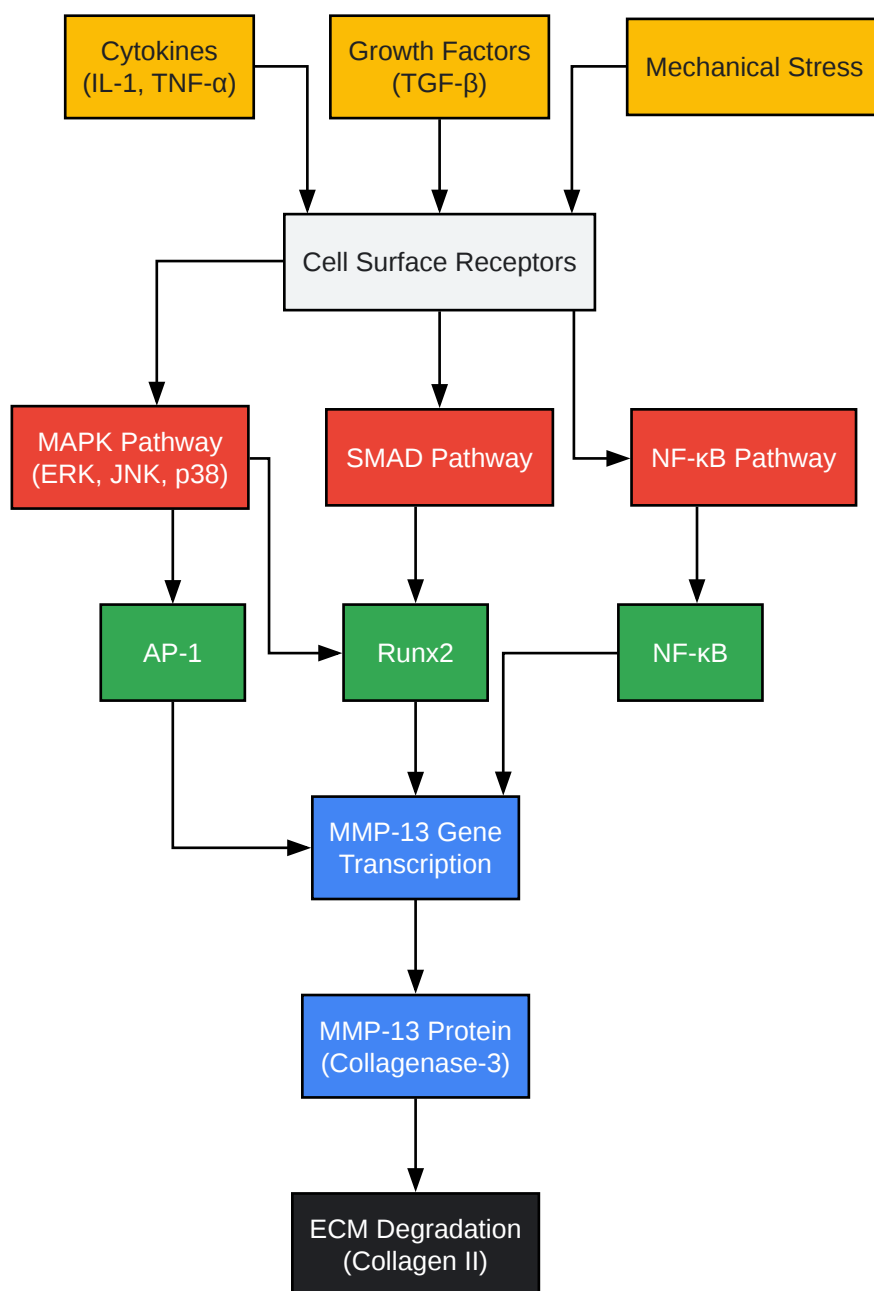 Cytokines
(IL-1, TNF-α)
Growth Factors
(TGF-β)
Mechanical Stress
Cell Surface Receptors
MAPK Pathway
(ERK, JNK, p38)
SMAD Pathway
NF-κB Pathway
AP-1
Runx2
NF-κB
MMP-13 Gene
Transcription
MMP-13 Protein
(Collagenase-3)
ECM Degradation
(Collagen II)